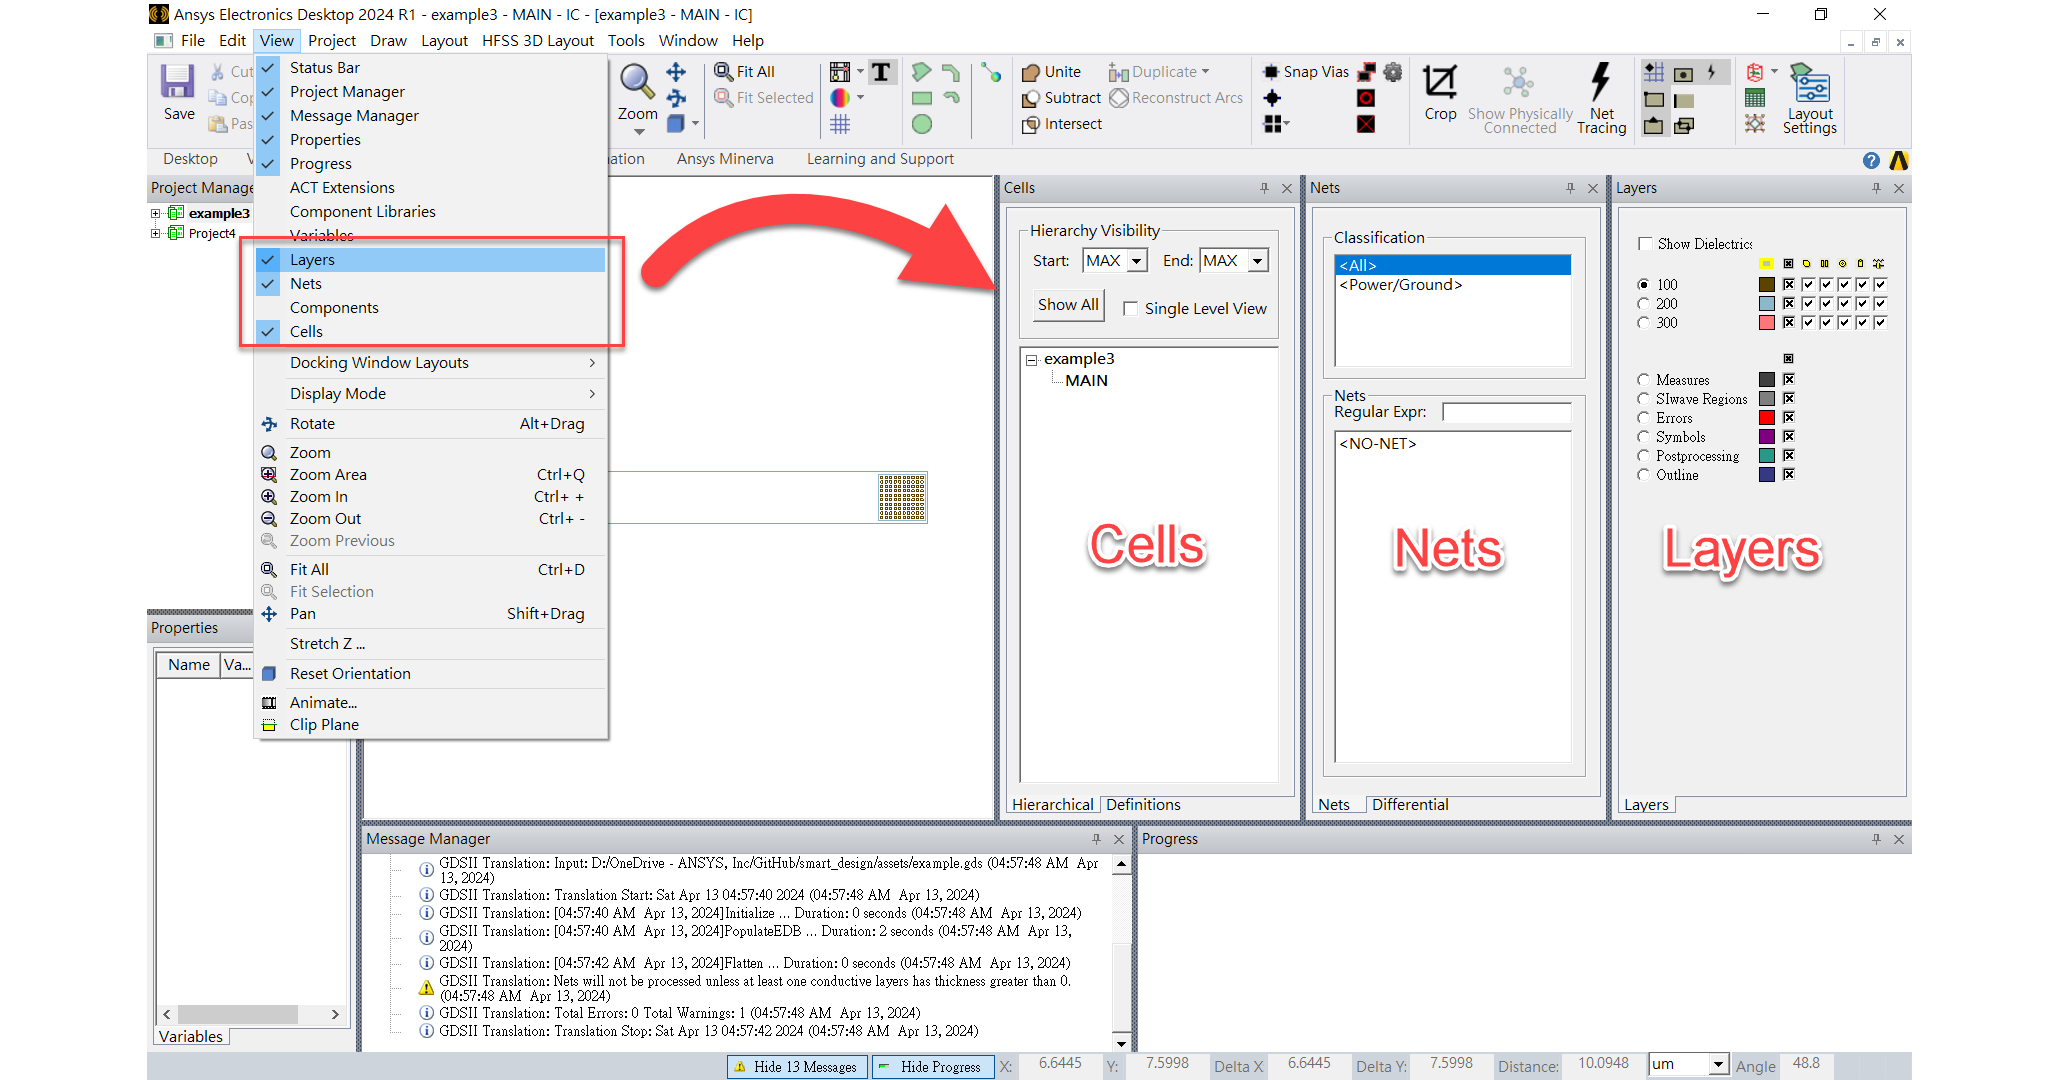 Ansys Electronics Desktop 2024 R1 - example3 - MAIN - IC - [example3 - MAIN - IC]
File Edit View Project Draw Layout HFSS 3D Layout Tools Window Help
Save
Cut
Zoom
Fit All
Fit Selected
T
Unite
Subtract
Intersect
Duplicate
Reconstruct Arcs
Snap Vias
Crop
Show Physically Connected
Net Tracing
Layout Settings
Desktop
Ansys Minerva
Learning and Support
Status Bar
Project Manager
Message Manager
Properties
Progress
ACT Extensions
Component Libraries
Variables
Layers
Nets
Components
Cells
Docking Window Layouts
Display Mode
Rotate Alt+Drag
Zoom
Zoom Area Ctrl+Q
Zoom In Ctrl+ +
Zoom Out Ctrl+ -
Zoom Previous
Fit All Ctrl+D
Fit Selection
Pan Shift+Drag
Stretch Z ...
Reset Orientation
Animate...
Clip Plane
Project Manage
example3
Project4
Properties
Name Va...
Variables
Cells
Hierarchy Visibility
Start: MAX End: MAX
Show All Single Level View
example3
MAIN
Cells
Hierarchical Definitions
Nets
Classification
<All>
<Power/Ground>
Nets
Regular Expr:
<NO-NET>
Nets
Nets Differential
Layers
Show Dielectrics
100
200
300
Measures
SIwave Regions
Errors
Symbols
Postprocessing
Outline
Layers
Layers
Message Manager
GDSII Translation: Input: D:/OneDrive - ANSYS, Inc/GitHub/smart_design/assets/example.gds (04:57:48 AM Apr
13, 2024)
GDSII Translation: Translation Start: Sat Apr 13 04:57:40 2024 (04:57:48 AM Apr 13, 2024)
GDSII Translation: [04:57:40 AM Apr 13, 2024]Initialize ... Duration: 0 seconds (04:57:48 AM Apr 13, 2024)
GDSII Translation: [04:57:40 AM Apr 13, 2024]PopulateEDB ... Duration: 2 seconds (04:57:48 AM Apr 13,
2024)
GDSII Translation: [04:57:42 AM Apr 13, 2024]Flatten ... Duration: 0 seconds (04:57:48 AM Apr 13, 2024)
GDSII Translation: Nets will not be processed unless at least one conductive layers has thickness greater than 0.
(04:57:48 AM Apr 13, 2024)
GDSII Translation: Total Errors: 0 Total Warnings: 1 (04:57:48 AM Apr 13, 2024)
GDSII Translation: Translation Stop: Sat Apr 13 04:57:42 2024 (04:57:48 AM Apr 13, 2024)
Progress
Hide 13 Messages Hide Progress X: 6.6445 Y: 7.5998 Delta X 6.6445 Delta Y: 7.5998 Distance: 10.0948 um Angle 48.8